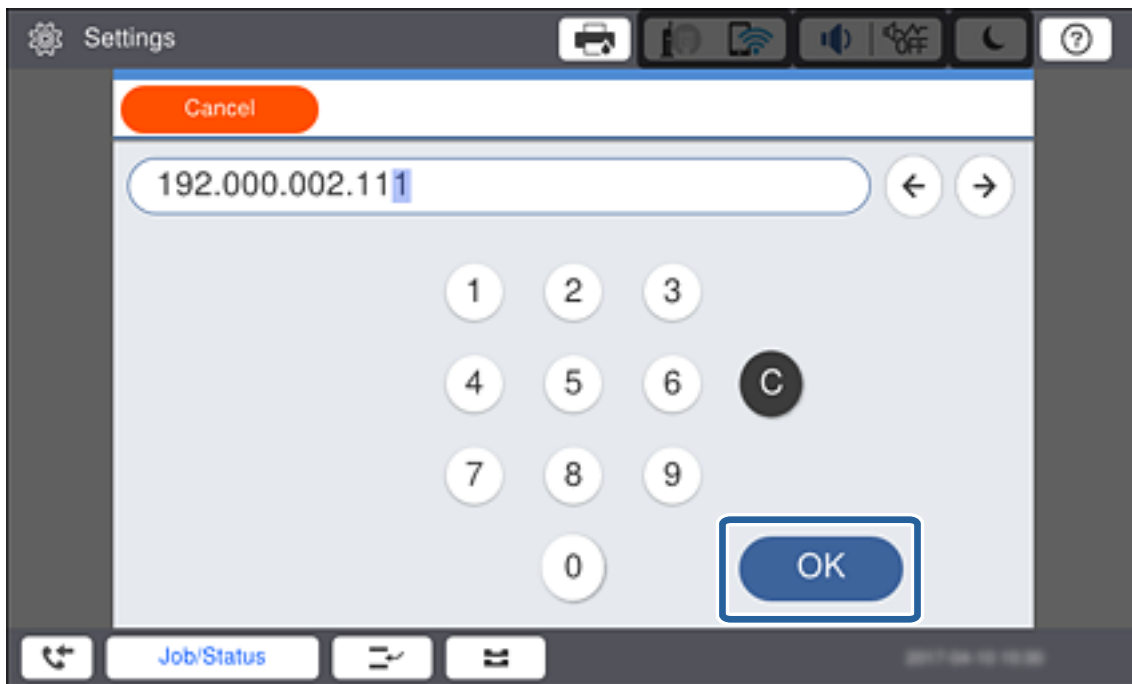 Settings
OFF
?
Cancel
192.000.002.111
1 2 3
4 5 6 C
7 8 9
0 OK
Job/Status